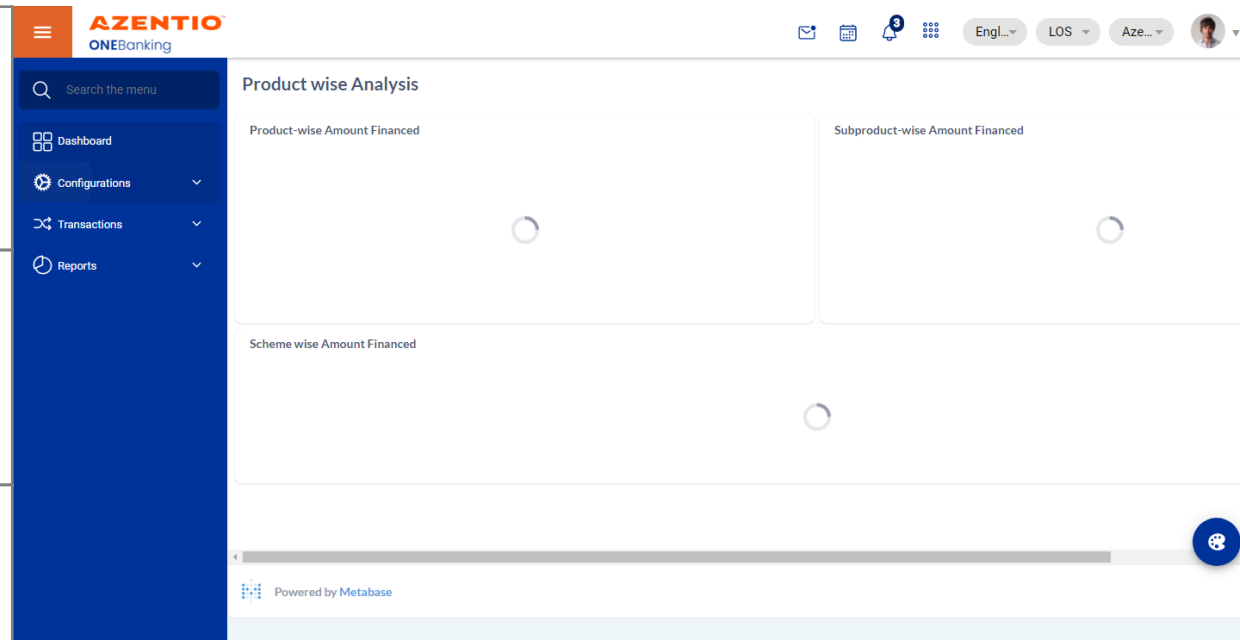 AZENTIO
ONEBanking
3
Engl...
LOS
Aze...
Search the menu
Dashboard
Configurations
Transactions
Reports
Product wise Analysis
Product-wise Amount Financed
Subproduct-wise Amount Financed
Scheme wise Amount Financed
Powered by Metabase